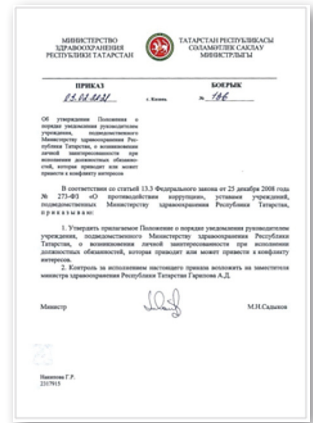 МИНИСТЕРСТВО
ЗДРАВООХРАНЕНИЯ
РЕСПУБЛИКИ ТАТАРСТАН
ТАТАРСТАН РЕСПУБЛИКАСЫ
СӘЛАМӘТЛЕК САКЛАУ
МИНИСТРЛЫГЫ
ПРИКАЗ
БОЕРЫК
03.02.2021
г. Казань
№ 166
Об утверждении Положения о
порядке уведомления руководителем
учреждения, подведомственного
Министерству здравоохранения Рес-
публики Татарстан, о возникновении
личной заинтересованности при
исполнении должностных обязанно-
стей, которая приводит или может
привести к конфликту интересов
В соответствии со статьей 13.3 Федерального закона от 25 декабря 2008 года
№ 273-ФЗ «О противодействии коррупции», уставами учреждений,
подведомственных Министерству здравоохранения Республики Татарстан,
п р и к а з ы в а ю:
1. Утвердить прилагаемое Положение о порядке уведомления руководителем
учреждения, подведомственного Министерству здравоохранения Республики
Татарстан, о возникновении личной заинтересованности при исполнении
должностных обязанностей, которая приводит или может привести к конфликту
интересов.
2. Контроль за исполнением настоящего приказа возложить на заместителя
министра здравоохранения Республики Татарстан Гарипова А.Д.
Министр
М.Н.Садыков
Г.Р.
2317915